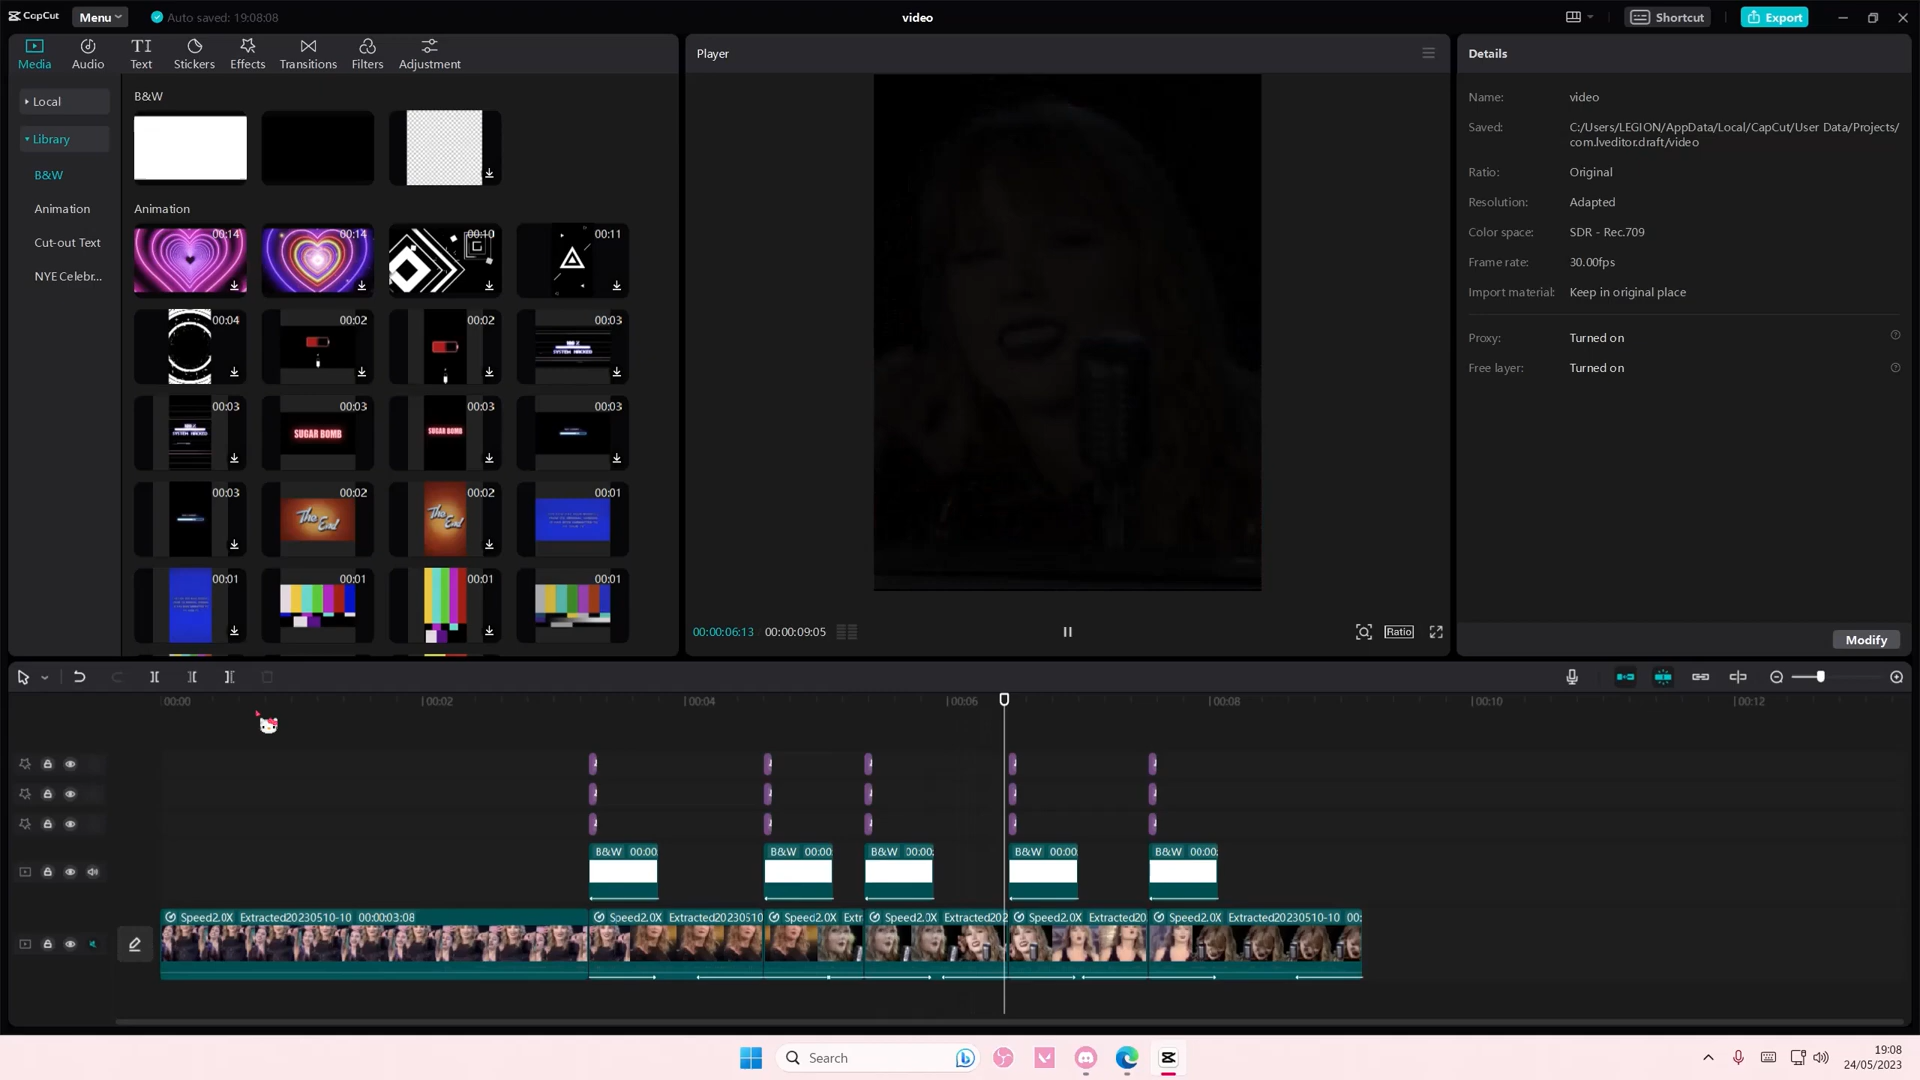 CapCut Menu Auto saved: 19:08:08 video Shortcut Export
Media Audio Text Stickers Effects Transitions Filters Adjustment
Player
Details
Local
Library
B&W
Animation
Cut-out Text
NYE Celebr...
B&W
Animation
00:14 00:14 00:10 00:11
00:04 00:02 00:02 00:03
00:03 00:03 00:03 00:03
SUGAR BOMB SUGAR BOMB
00:03 00:02 00:02 00:01
The End The End
00:01 00:01 00:01 00:01
00:00:06:13 00:00:09:05 Ratio
Name: video
Saved: C:/Users/LEGION/AppData/Local/CapCut/User Data/Projects/
com.lveditor.draft/video
Ratio: Original
Resolution: Adapted
Color space: SDR - Rec.709
Frame rate: 30.00fps
Import material: Keep in original place
Proxy: Turned on
Free layer: Turned on
Modify
00:00 00:02 00:04 00:06 00:08 00:10 00:12
B&W 00:00: B&W 00:00 B&W 00:00: B&W 00:00: B&W 00:00:
Speed2.0X Extracted20230510-10 00:00:03:08 Speed2.0X Extracted20230510 Speed2.0X Extr Speed2.0X Extracted202 Speed2.0X Extracted20 Speed2.0X Extracted20230510-10 00:
Search
19:08
24/05/2023